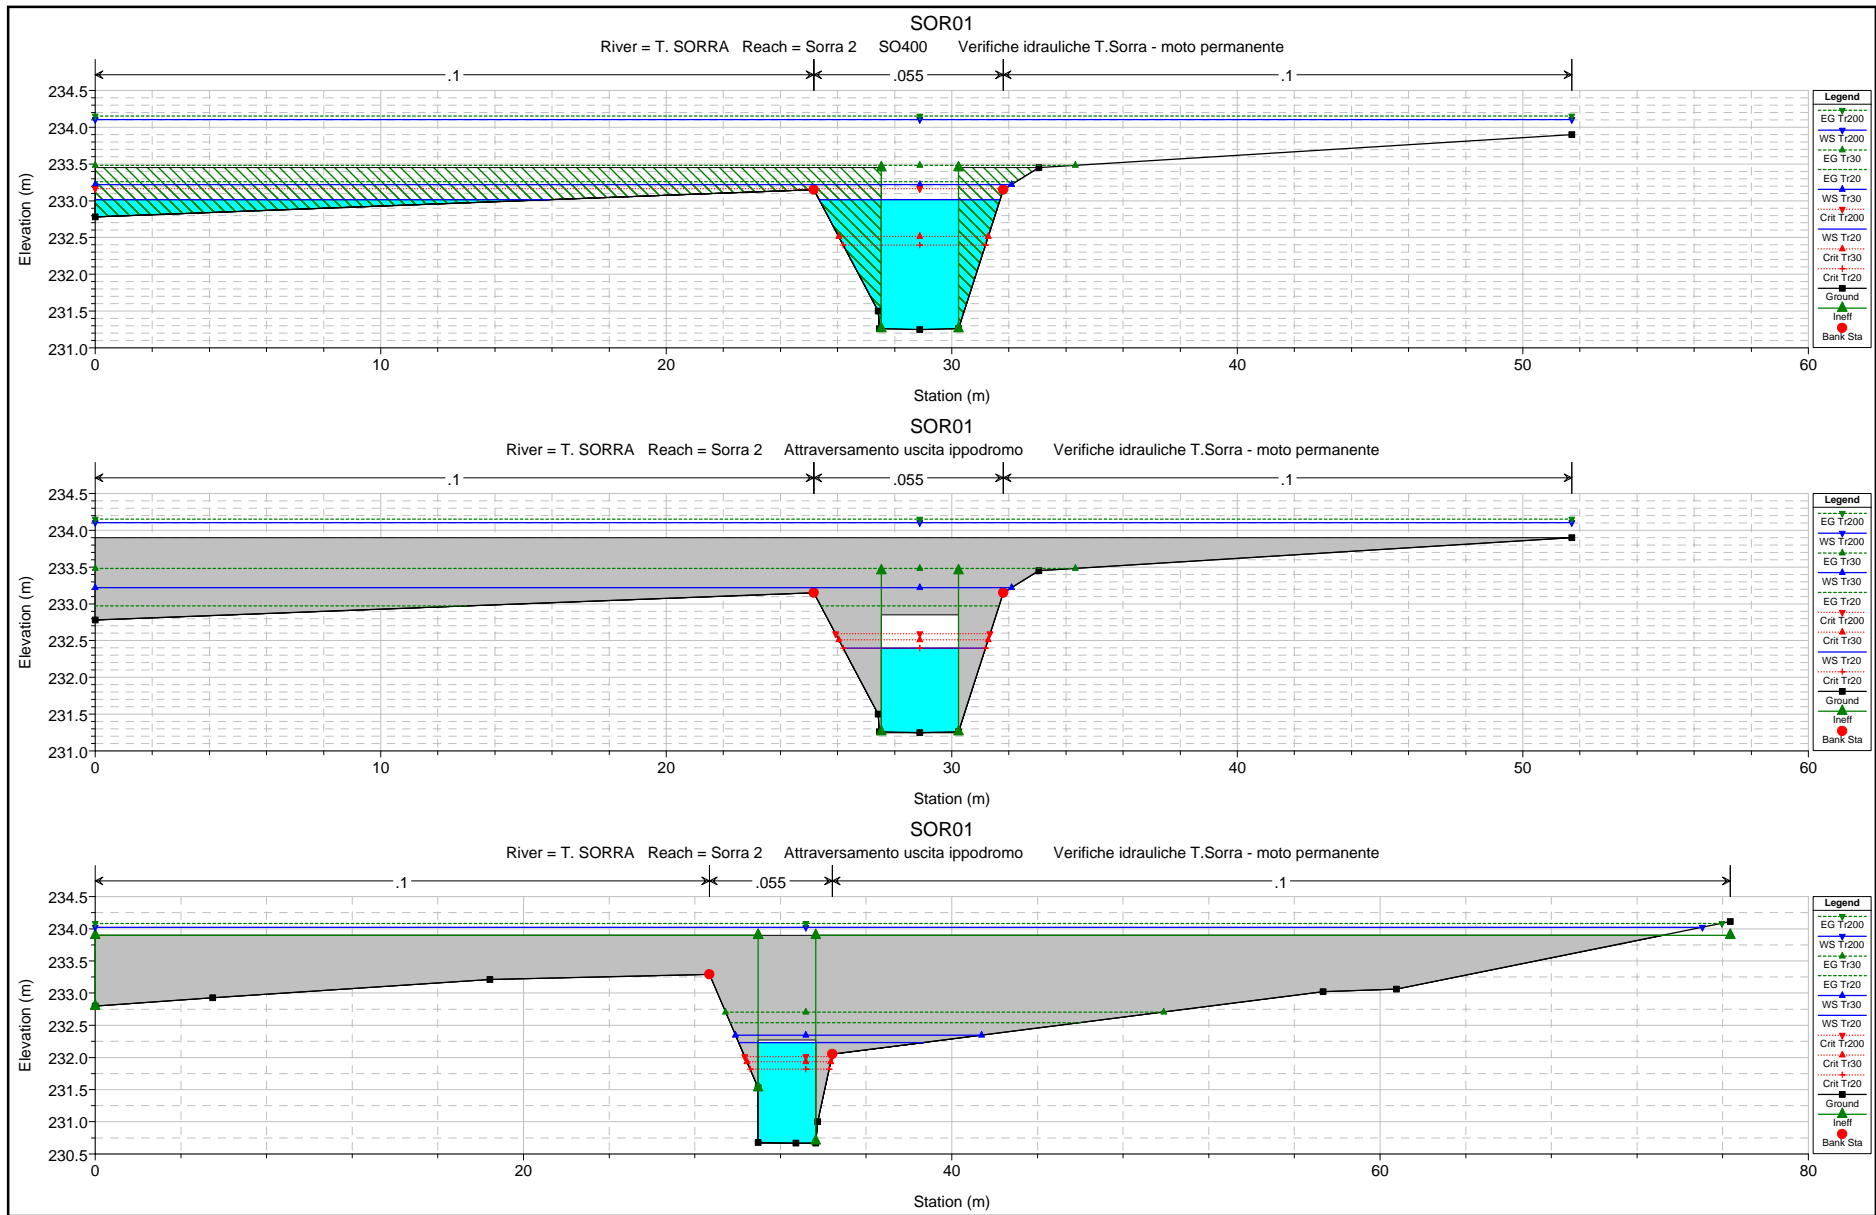 SOR01
River = T. SORRA Reach = Sorra 2 SO400 Verifiche idrauliche T.Sorra - moto permanente
.1 .055 .1
234.5
234.0
233.5
233.0
232.5
232.0
231.5
231.0
Elevation (m)
0 10 20 30 40 50 60
Station (m)
Legend
EG Tr200
WS Tr200
EG Tr30
EG Tr20
WS Tr30
Crit Tr200
WS Tr20
Crit Tr30
Crit Tr20
Ground
Ineff
Bank Sta
SOR01
River = T. SORRA Reach = Sorra 2 Attraversamento uscita ippodromo Verifiche idrauliche T.Sorra - moto permanente
.1 .055 .1
234.5
234.0
233.5
233.0
232.5
232.0
231.5
231.0
Elevation (m)
0 10 20 30 40 50 60
Station (m)
Legend
EG Tr200
WS Tr200
EG Tr30
WS Tr30
EG Tr20
Crit Tr200
Crit Tr30
WS Tr20
Crit Tr20
Ground
Ineff
Bank Sta
SOR01
River = T. SORRA Reach = Sorra 2 Attraversamento uscita ippodromo Verifiche idrauliche T.Sorra - moto permanente
.1 .055 .1
234.5
234.0
233.5
233.0
232.5
232.0
231.5
231.0
230.5
Elevation (m)
0 20 40 60 80
Station (m)
Legend
EG Tr200
WS Tr200
EG Tr30
EG Tr20
WS Tr30
WS Tr20
Crit Tr200
Crit Tr30
Crit Tr20
Ground
Ineff
Bank Sta